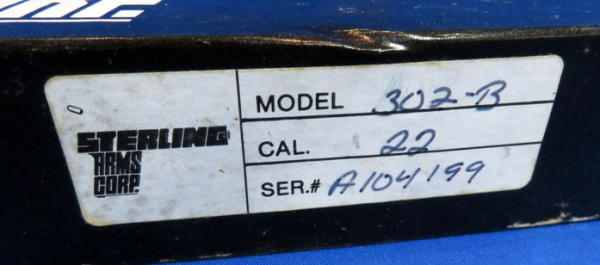 STERLING
ARMS
CORP.
MODEL 302-B
CAL. 22
SER.# A104199